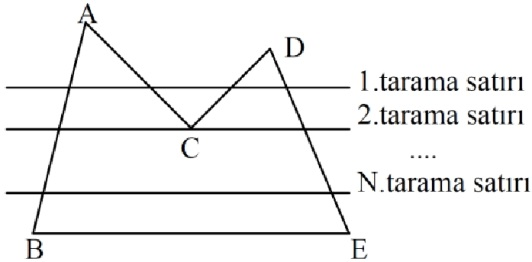 A
D
1.tarama satırı
2.tarama satırı
C
....
N.tarama satırı
B
E